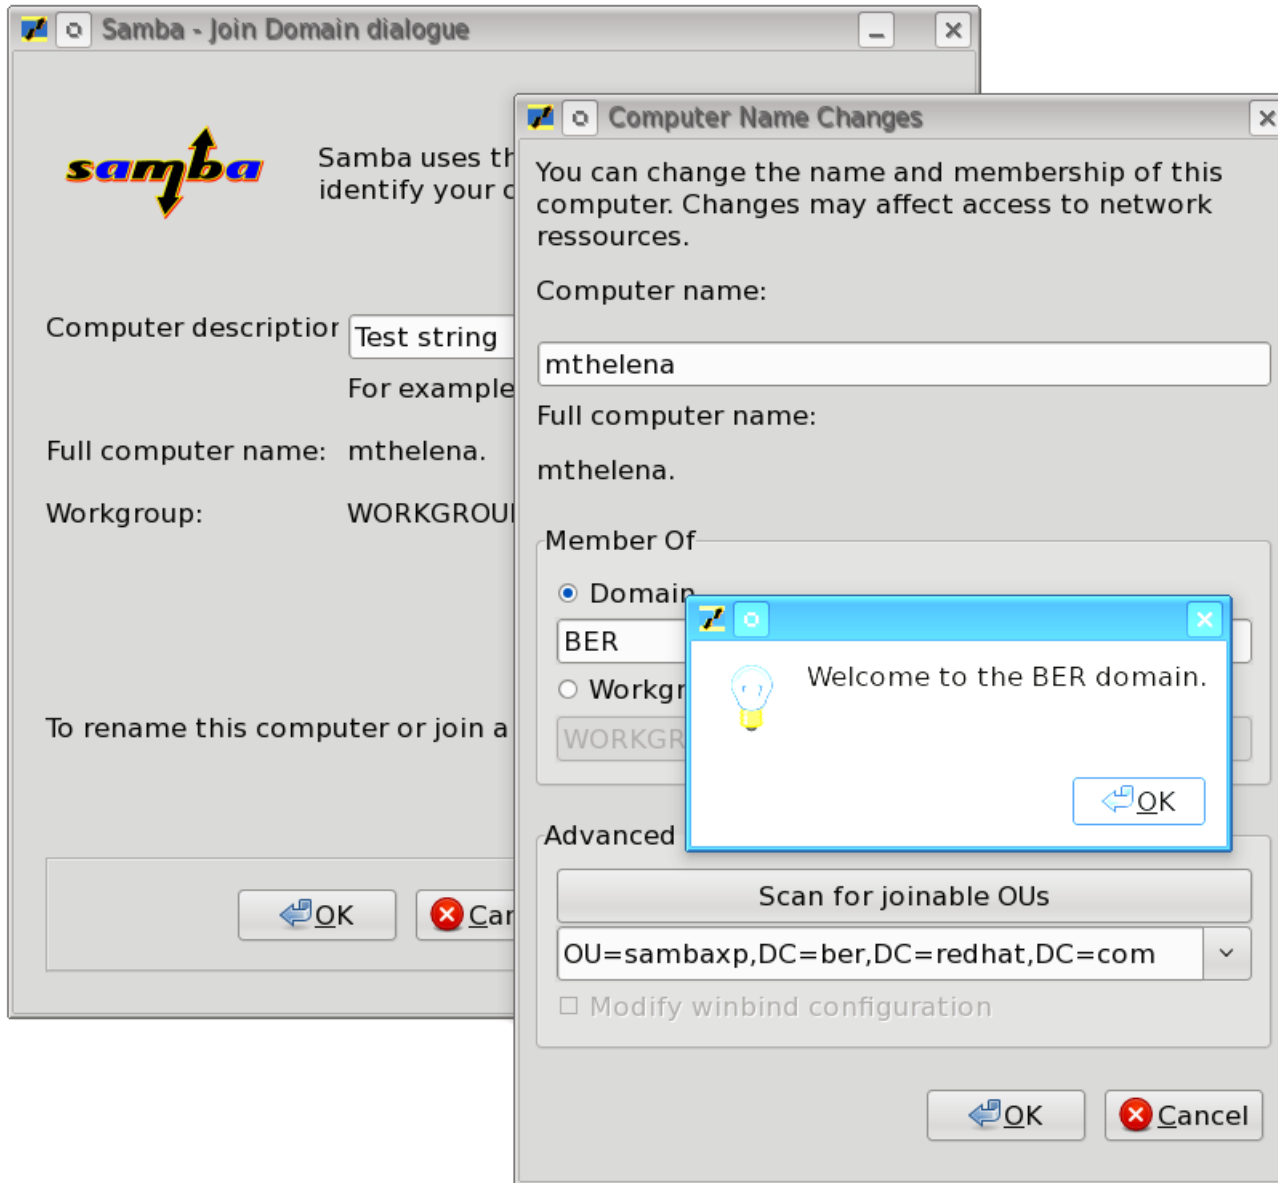 Samba - Join Domain dialogue
samba
Samba uses th
identify your c
Computer description
Test string
For example
Full computer name: mthelena.
Workgroup: WORKGROU
To rename this computer or join a
OK
Can
Computer Name Changes
You can change the name and membership of this
computer. Changes may affect access to network
ressources.
Computer name:
mthelena
Full computer name:
mthelena.
Member Of
Domain
BER
Workgr
WORKGR
Welcome to the BER domain.
OK
Advanced
Scan for joinable OUs
OU=sambaxp,DC=ber,DC=redhat,DC=com
Modify winbind configuration
OK
Cancel